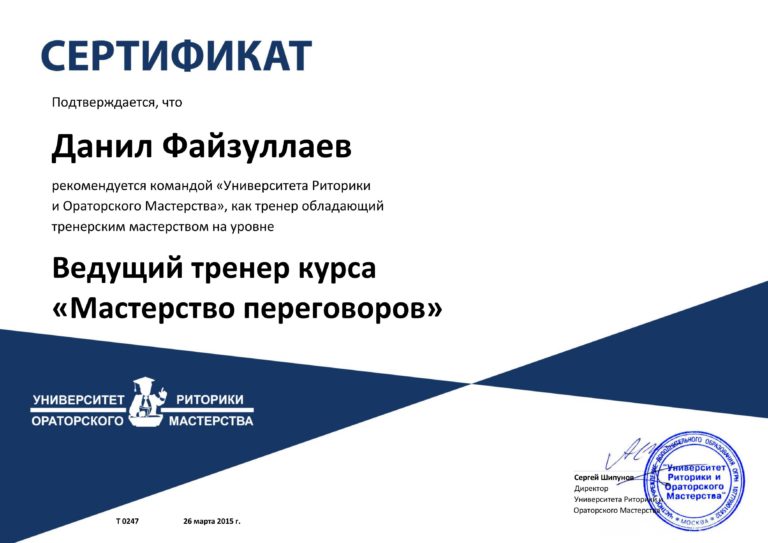 СЕРТИФИКАТ
Подтверждается, что
Данил Файзуллаев
рекомендуется командой «Университета Риторики
и Ораторского Мастерства», как тренер обладающий
тренерским мастерством на уровне
Ведущий тренер курса
«Мастерство переговоров»
УНИВЕРСИТЕТ РИТОРИКИ
ОРАТОРСКОГО МАСТЕРСТВА
Сергей Шипунов
Директор
Университета Риторики и
Ораторского Мастерства
"Университет
Риторики и
Ораторского
Мастерства"
ДОПОЛНИТЕЛЬНОГО ОБРАЗОВАНИЯ
МОСКВА
Т 0247 26 марта 2015 г.